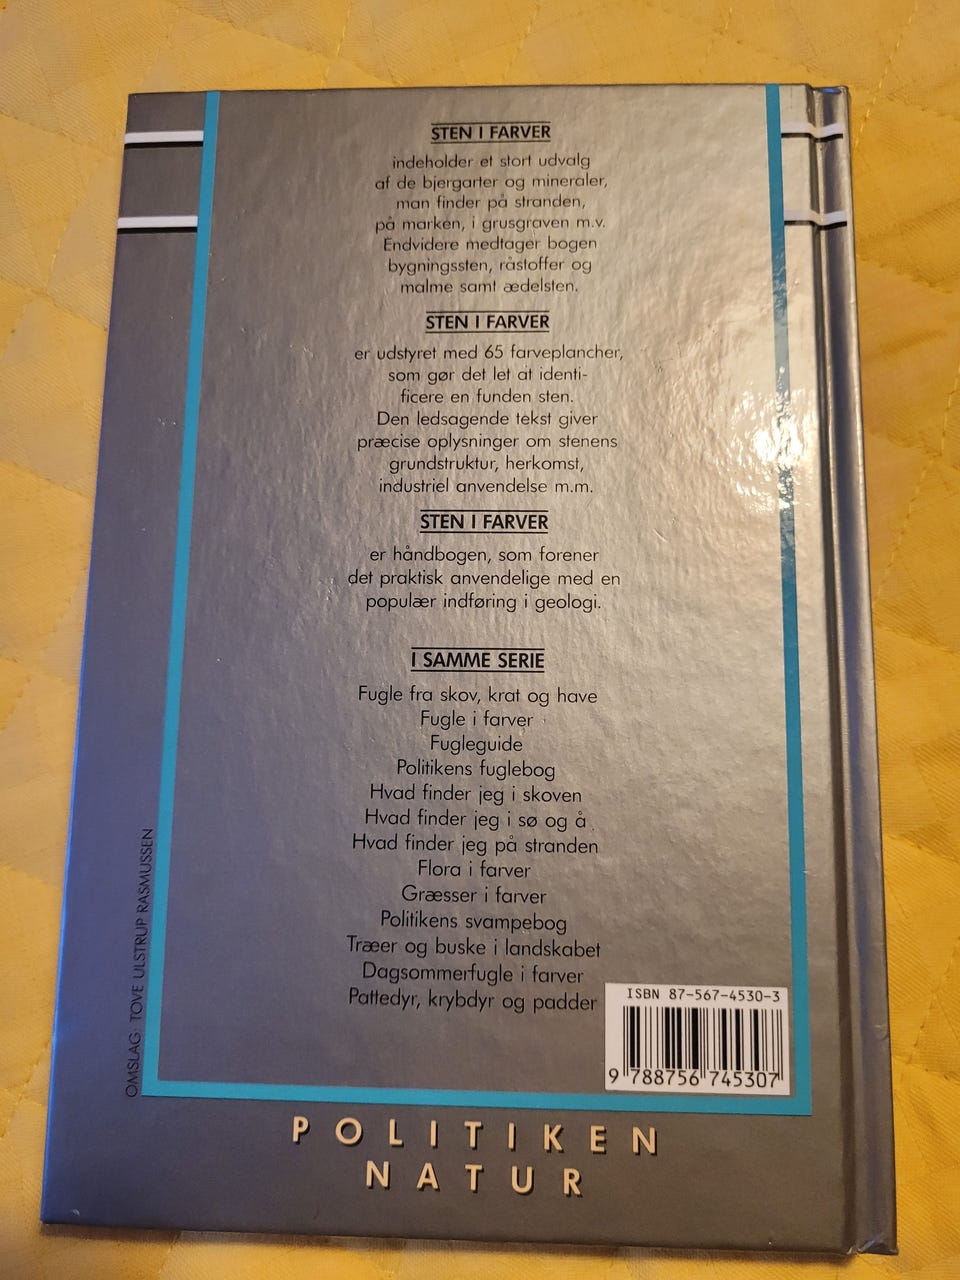 STEN I FARVER
indeholder et stort udvalg
af de bjergarter og mineraler,
man finder på stranden,
på marken, i grusgraven m.v.
Endvidere medtager bogen
bygningssten, råstoffer og
malme samt ædelsten.
STEN I FARVER
er udstyret med 65 farveplancher,
som gør det let at identi-
ficere en funden sten.
Den ledsagende tekst giver
præcise oplysninger om stenens
grundstruktur, herkomst,
industriel anvendelse m.m.
STEN I FARVER
er håndbogen, som forener
det praktisk anvendelige med en
populær indføring i geologi.
I SAMME SERIE
Fugle fra skov, krat og have
Fugle i farver
Fugleguide
Politikens fuglebog
Hvad finder jeg i skoven
Hvad finder jeg i sø og å
Hvad finder jeg på stranden
Flora i farver
Græsser i farver
Politikens svampebog
Træer og buske i landskabet
Dagsommerfugle i farver
Pattedyr, krybdyr og padder
OMSLAG: TOVE ULSTRUP RASMUSSEN
ISBN 87-567-4530-3
9 788756 745307
POLITIKEN
NATUR